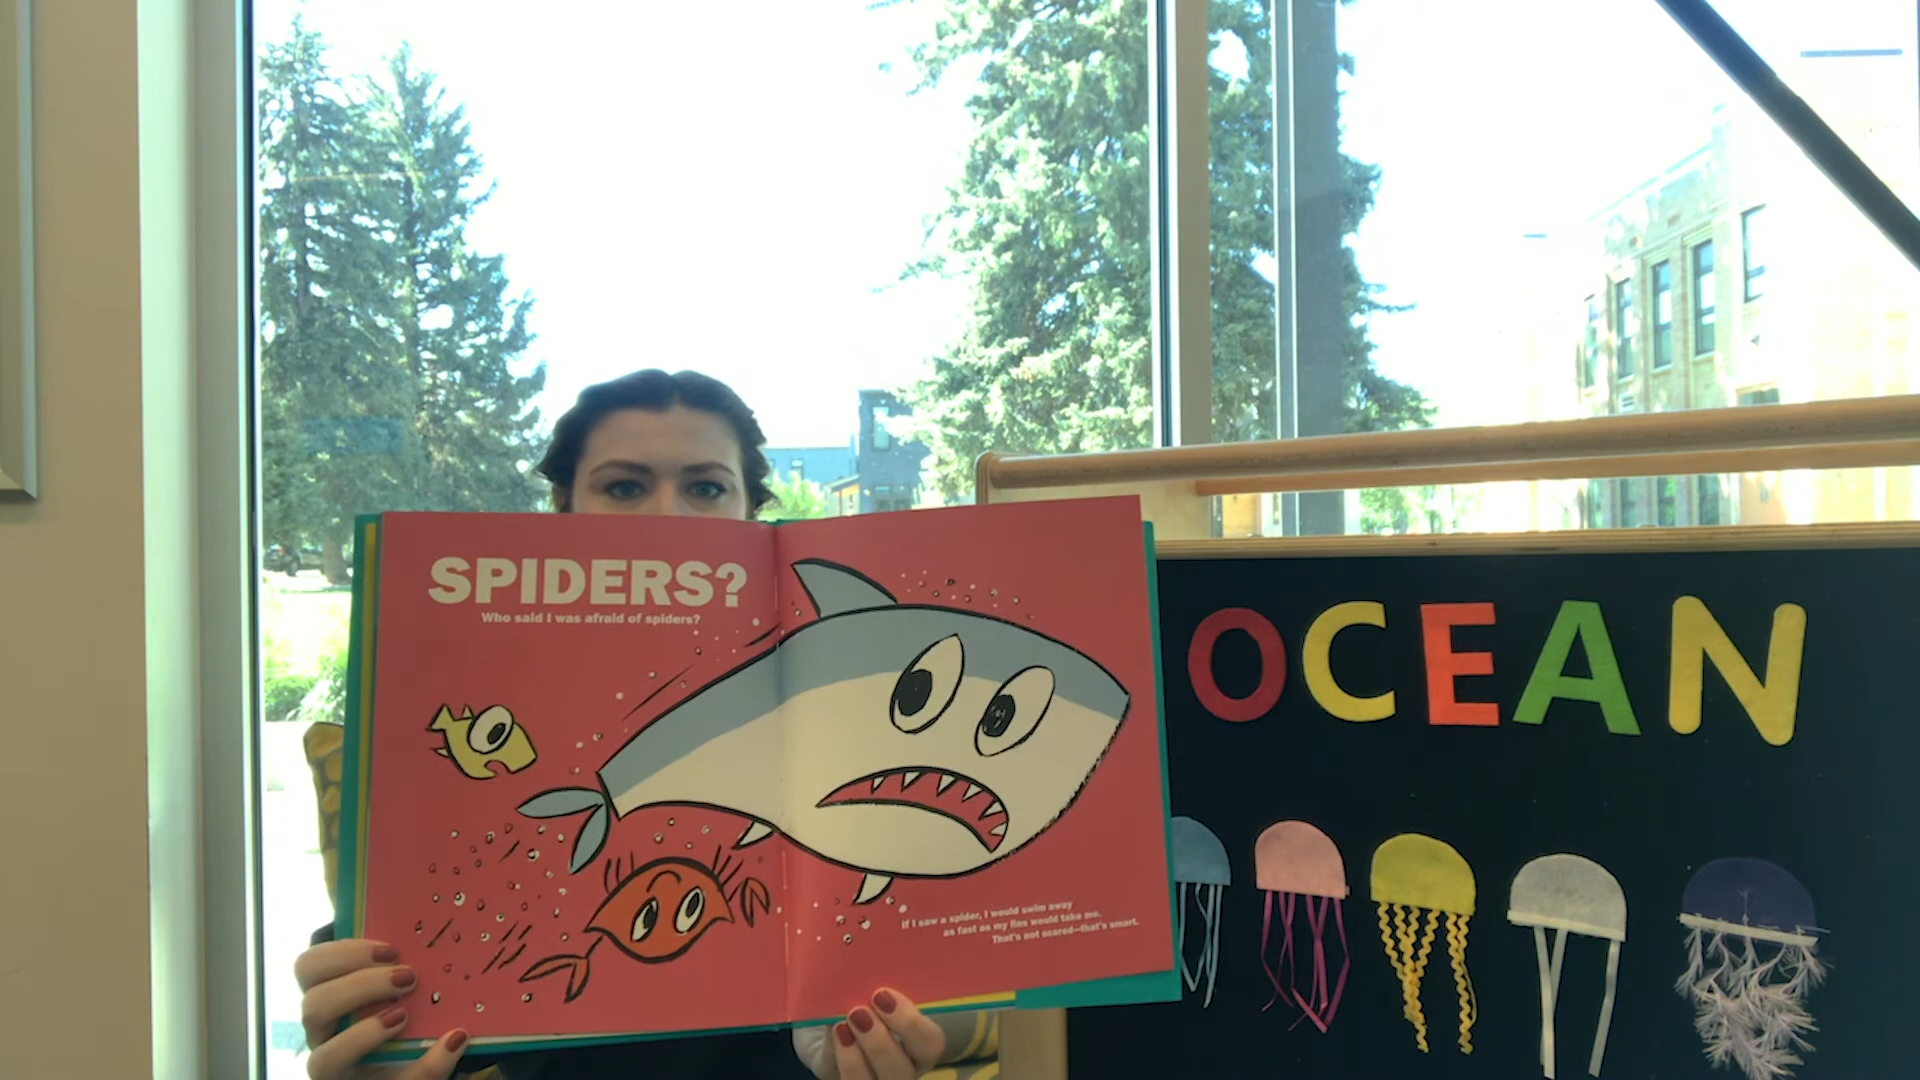 SPIDERS?
Who said I was afraid of spiders?
If I saw a spider, I would swim away
as fast as my fins would take me.
That's not scared—that's smart.
OCEAN